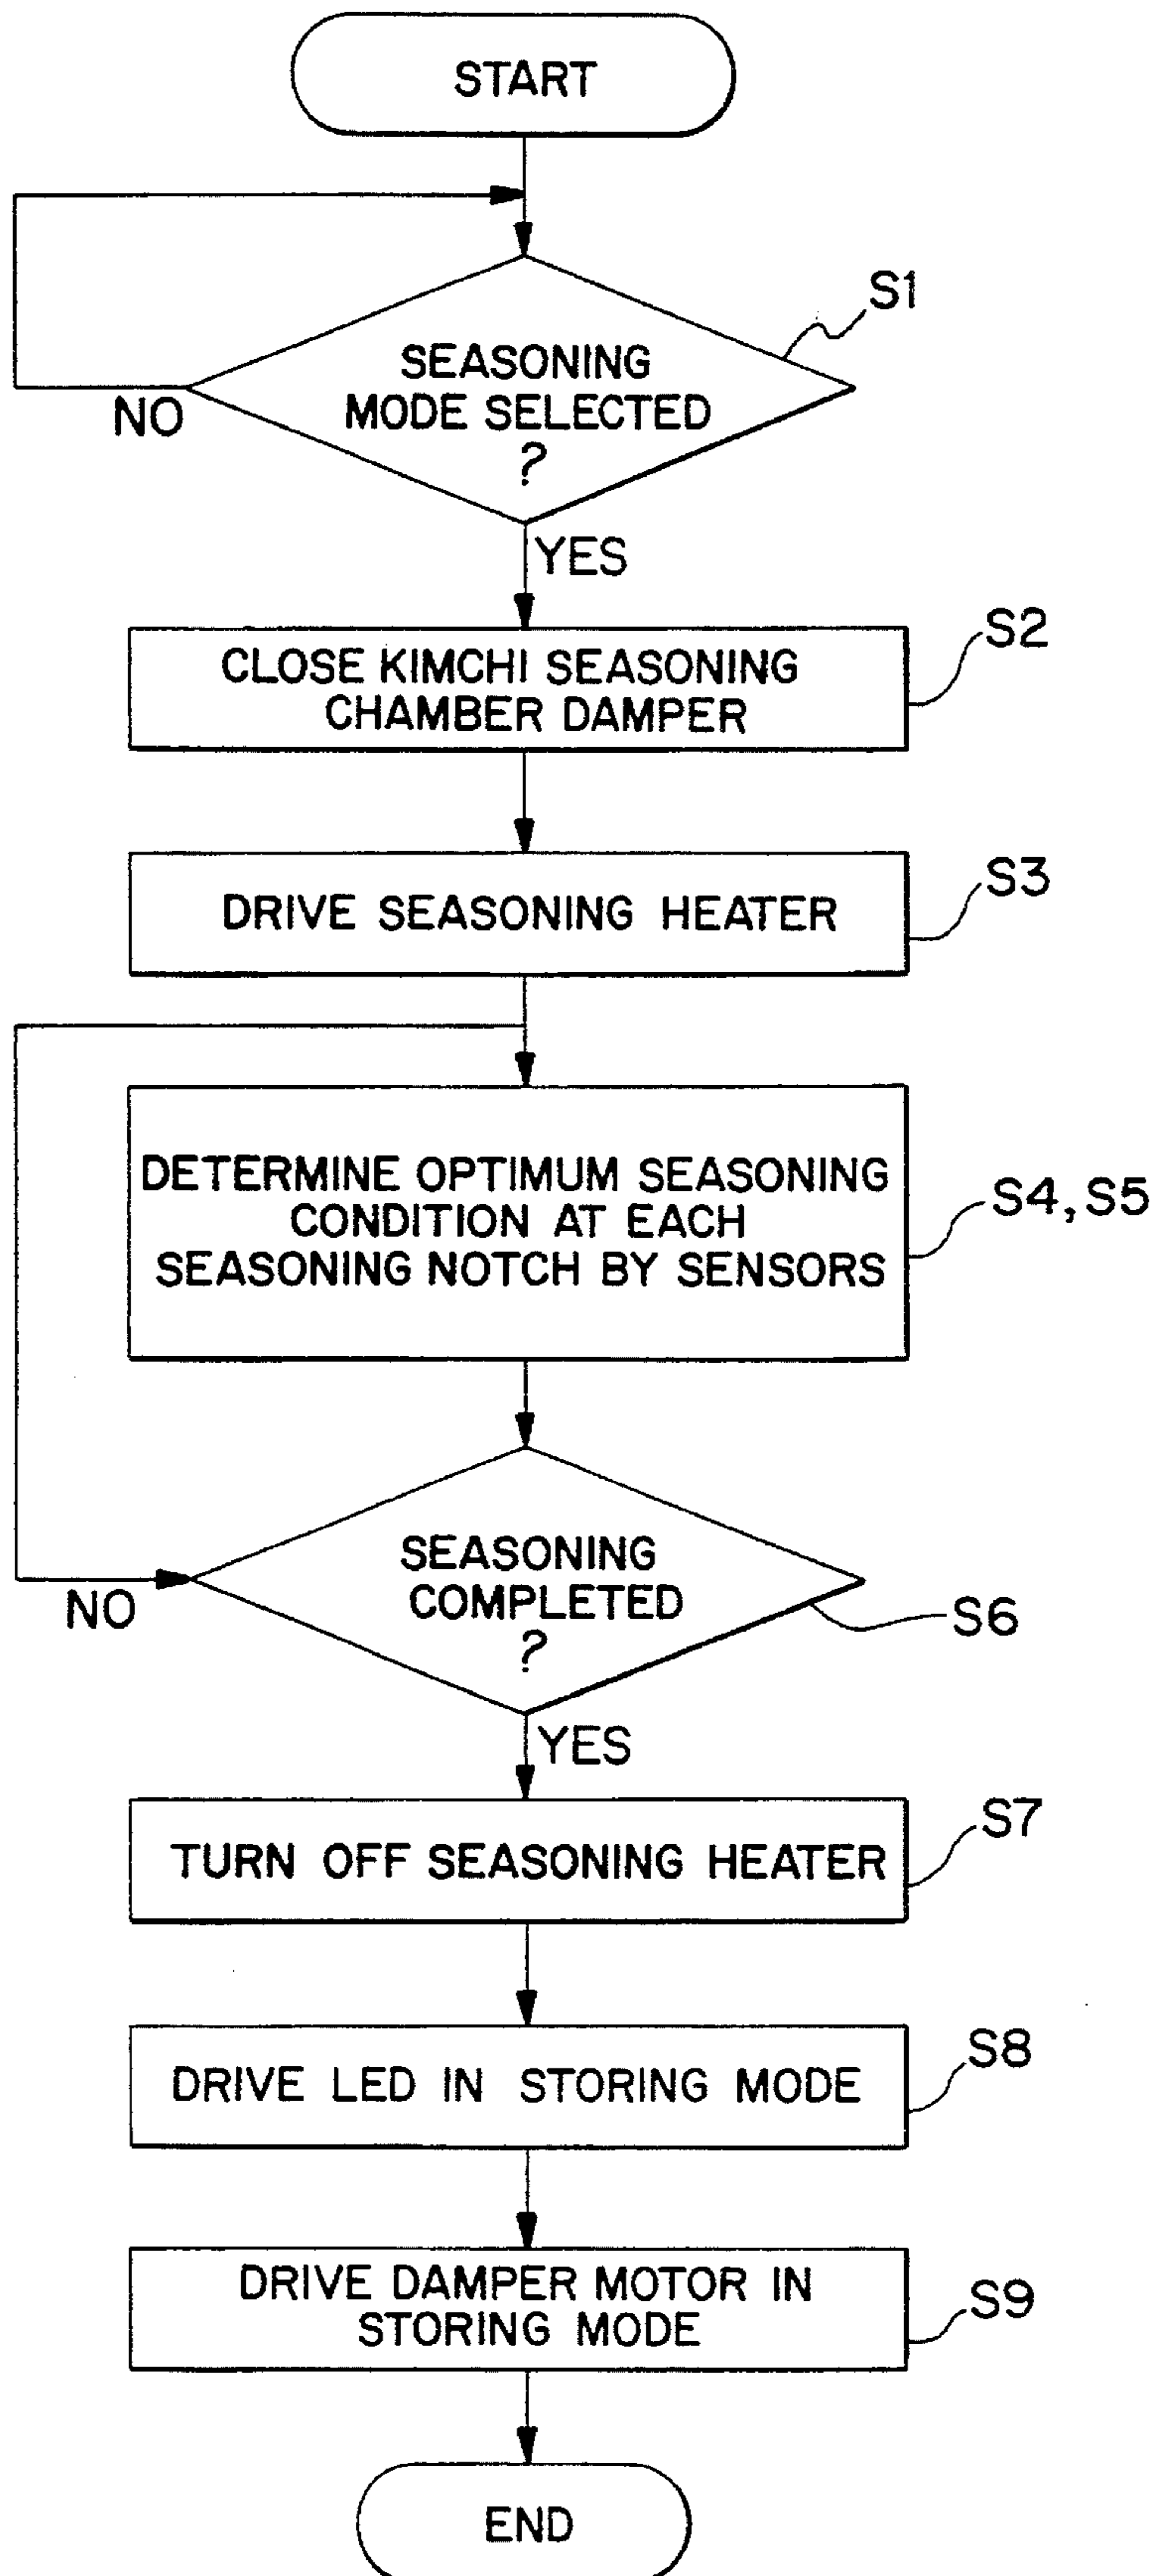 START
S1
SEASONING
MODE SELECTED
?
NO
YES
S2
CLOSE KIMCHI SEASONING
CHAMBER DAMPER
S3
DRIVE SEASONING HEATER
DETERMINE OPTIMUM SEASONING
CONDITION AT EACH
SEASONING NOTCH BY SENSORS
S4, S5
SEASONING
COMPLETED
?
NO
S6
YES
S7
TURN OFF SEASONING HEATER
S8
DRIVE LED IN STORING MODE
DRIVE DAMPER MOTOR IN
STORING MODE
S9
END